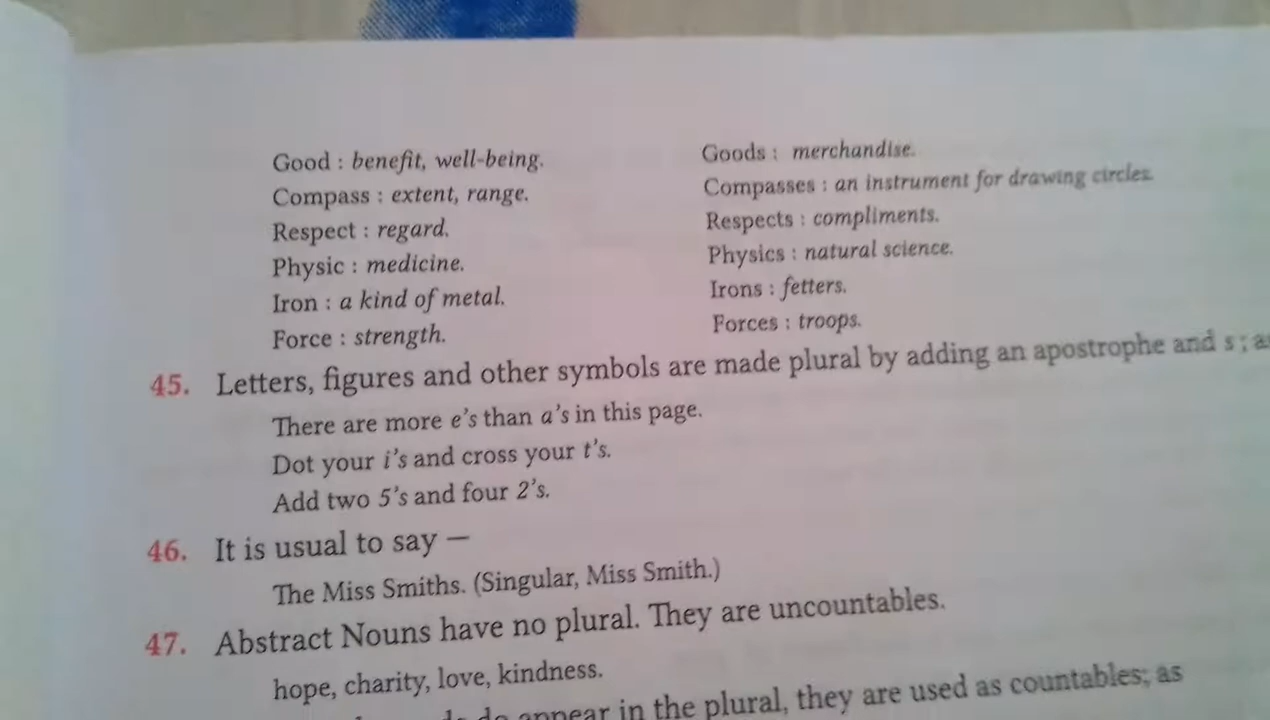 Good : benefit, well-being.
Goods : merchandise.
Compass : extent, range.
Compasses : an instrument for drawing circles.
Respect : regard.
Respects : compliments.
Physic : medicine.
Physics : natural science.
Iron : a kind of metal.
Irons : fetters.
Force : strength.
Forces : troops.
45. Letters, figures and other symbols are made plural by adding an apostrophe and s ;
There are more e's than a's in this page.
Dot your i's and cross your t's.
Add two 5's and four 2's.
46. It is usual to say —
The Miss Smiths. (Singular, Miss Smith.)
47. Abstract Nouns have no plural. They are uncountables.
hope, charity, love, kindness.
do appear in the plural, they are used as countables; as